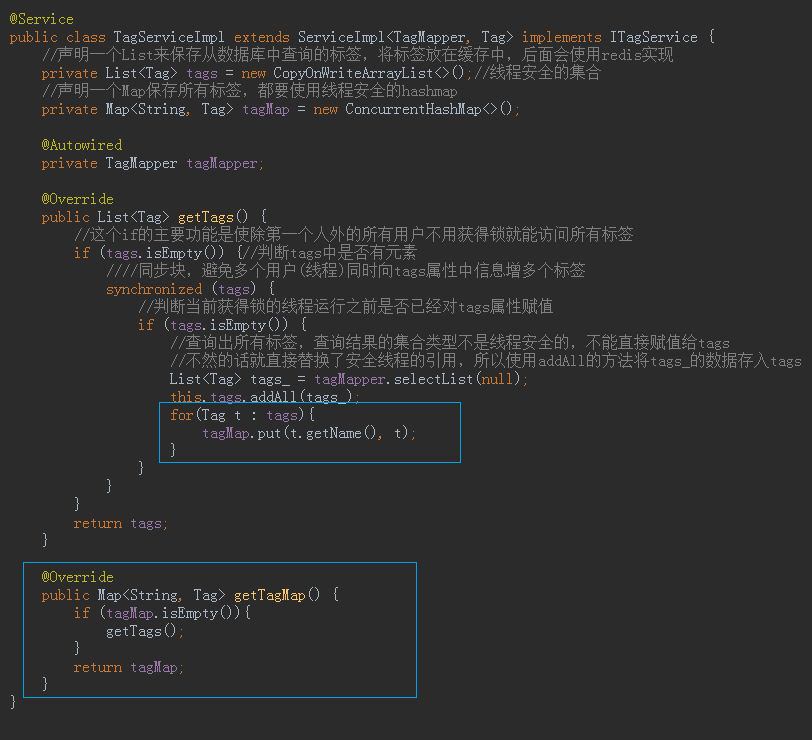 @Service
public class TagServiceImpl extends ServiceImpl<TagMapper, Tag> implements ITagService {
//声明一个List来保存从数据库中查询的标签，将标签放在缓存中，后面会使用redis实现
private List<Tag> tags = new CopyOnWriteArrayList<>();//线程安全的集合
//声明一个Map保存所有标签，都要使用线程安全的hashmap
private Map<String, Tag> tagMap = new ConcurrentHashMap<>();
@Autowired
private TagMapper tagMapper;
@Override
public List<Tag> getTags() {
//这个if的主要功能是使除第一个人外的所有用户不用获得锁就能访问所有标签
if (tags.isEmpty()) {//判断tags中是否有元素
////同步块，避免多个用户(线程)同时向tags属性中信息增多个标签
synchronized (tags) {
//判断当前获得锁的线程运行之前是否已经对tags属性赋值
if (tags.isEmpty()) {
//查询出所有标签，查询结果的集合类型不是线程安全的，不能直接赋值给tags
//不然的话就直接替换了安全线程的引用，所以使用addAll的方法将tags_的数据存入tags
List<Tag> tags_ = tagMapper.selectList(null);
this.tags.addAll(tags_);
for(Tag t : tags){
tagMap.put(t.getName(), t);
}
}
}
}
return tags;
}
@Override
public Map<String, Tag> getTagMap() {
if (tagMap.isEmpty()){
getTags();
}
return tagMap;
}
}